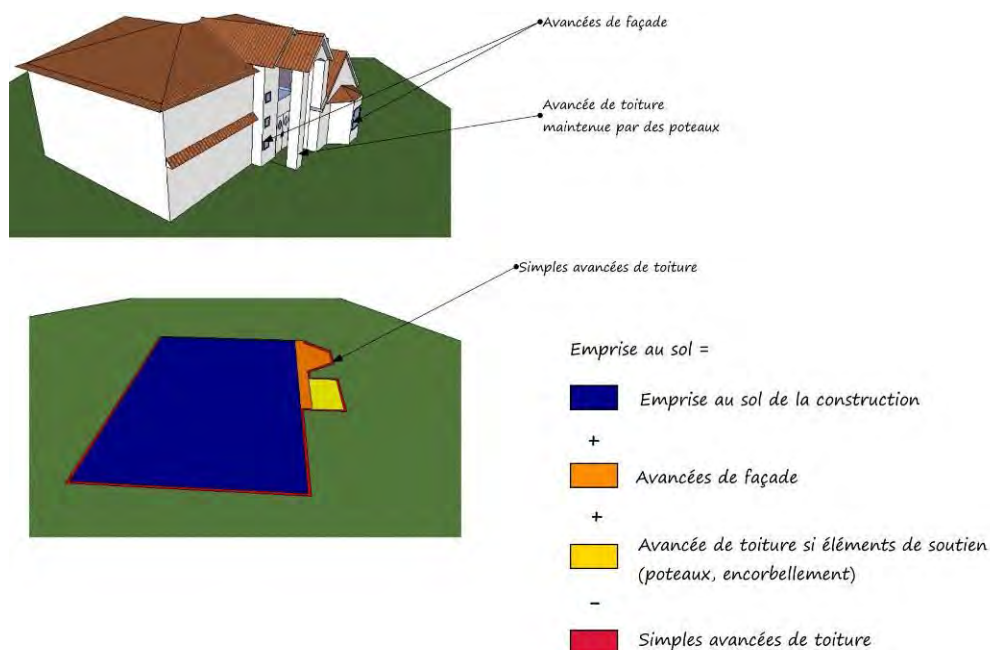 Avancées de façade
Avancée de toiture
maintenue par des poteaux
Simples avancées de toiture
Emprise au sol =
Emprise au sol de la construction
+
Avancées de façade
+
Avancée de toiture si éléments de soutien
(poteaux, encorbellement)
-
Simples avancées de toiture